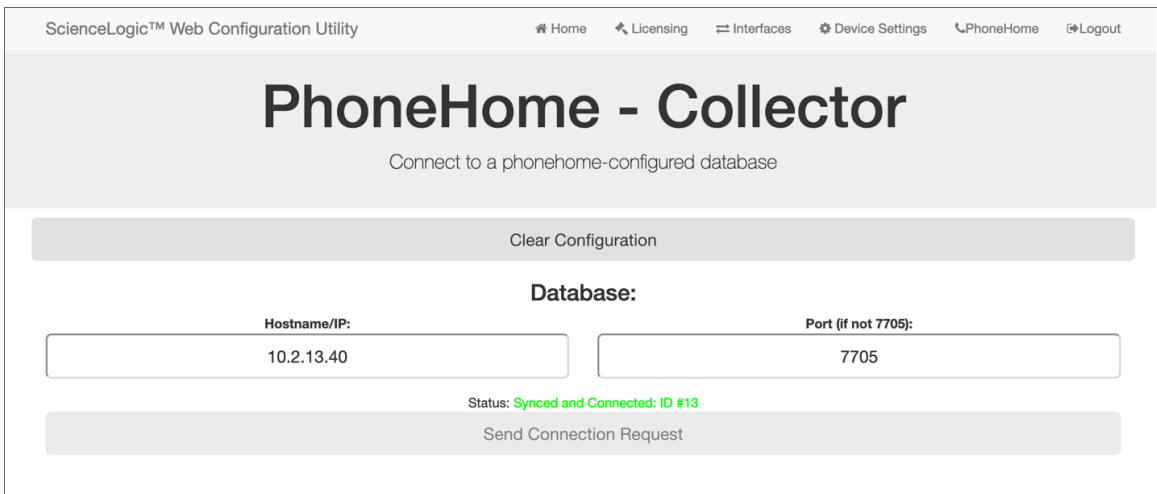 ScienceLogic™ Web Configuration Utility Home Licensing Interfaces Device Settings PhoneHome Logout
PhoneHome - Collector
Connect to a phonehome-configured database
Clear Configuration
Database:
Hostname/IP: Port (if not 7705):
10.2.13.40 7705
Status: Synced and Connected: ID #13
Send Connection Request